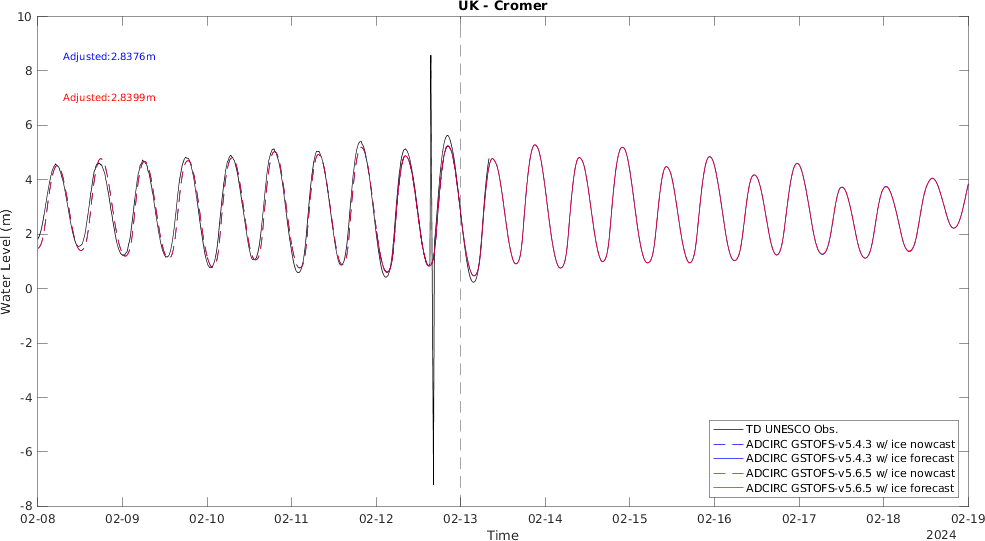 UK - Cromer
Adjusted:2.8376m
Adjusted:2.8399m
Water Level (m)
10
8
6
4
2
0
-2
-4
-6
-8
TD UNESCO Obs.
ADCIRC GSTOFS-v5.4.3 w/ ice nowcast
ADCIRC GSTOFS-v5.4.3 w/ ice forecast
ADCIRC GSTOFS-v5.6.5 w/ ice nowcast
ADCIRC GSTOFS-v5.6.5 w/ ice forecast
02-08 02-09 02-10 02-11 02-12 02-13 02-14 02-15 02-16 02-17 02-18 02-19
Time
2024